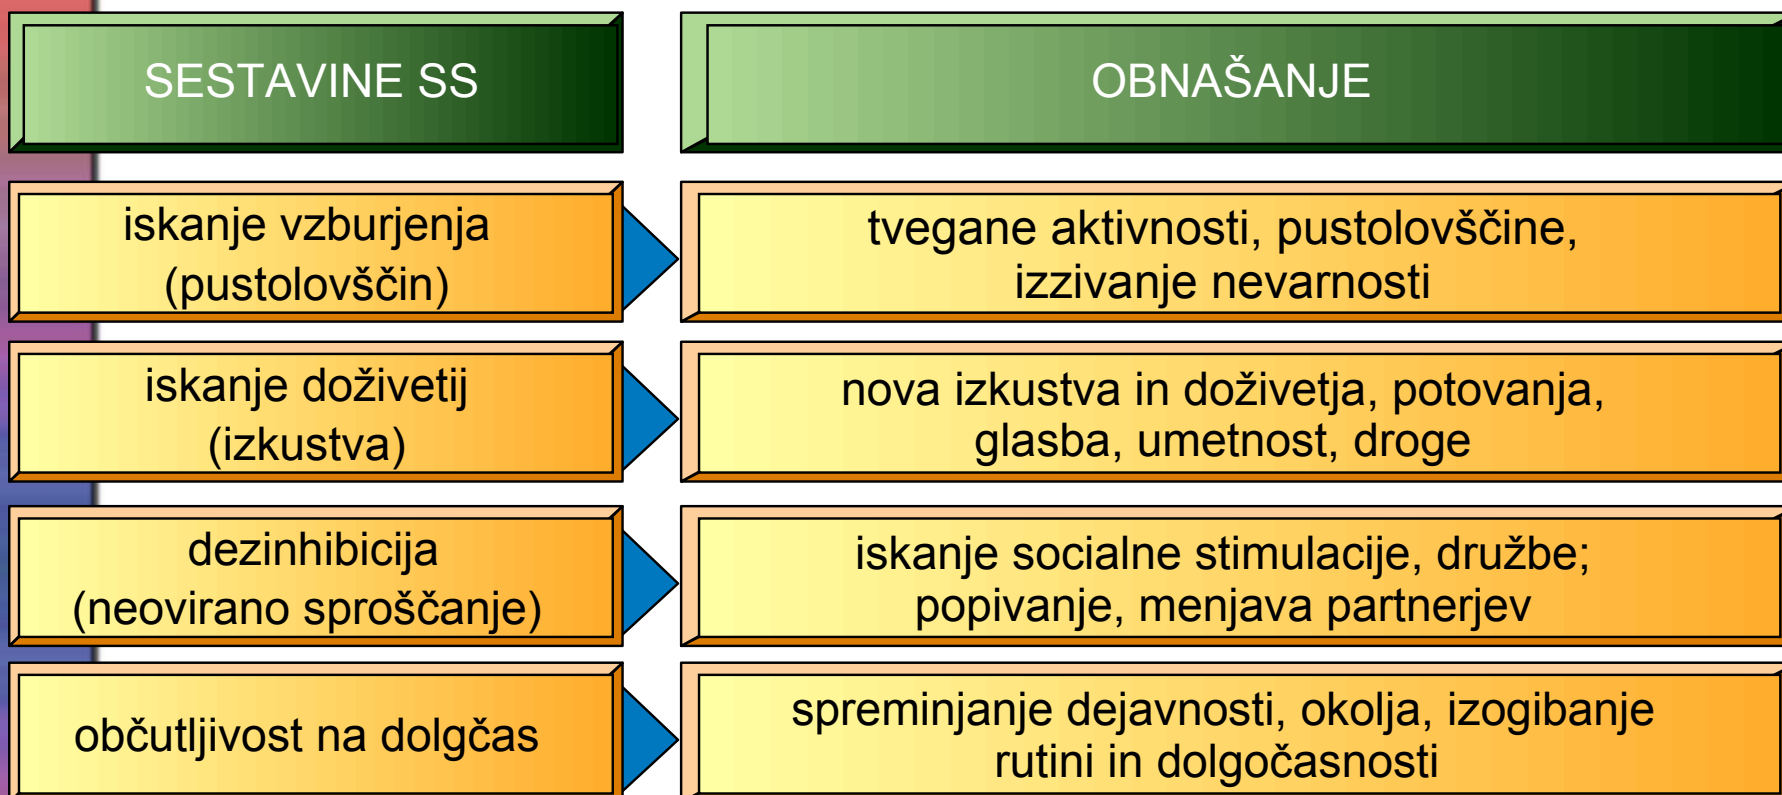 SESTAVINE SS
OBNAŠANJE
iskanje vzburjenja
(pustolovščin)
tvegane aktivnosti, pustolovščine,
izzivanje nevarnosti
iskanje doživetij
(izkustva)
nova izkustva in doživetja, potovanja,
glasba, umetnost, droge
dezinhibicija
(neovirano sproščanje)
iskanje socialne stimulacije, družbe;
popivanje, menjava partnerjev
občutljivost na dolgčas
spreminjanje dejavnosti, okolja, izogibanje
rutini in dolgočasnosti